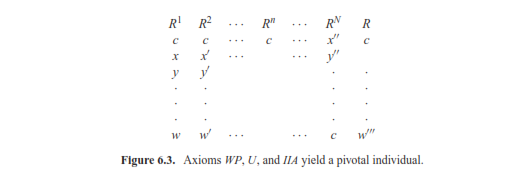 R¹ R² ··· Rⁿ ··· Rᴺ R
c c ··· c ··· x″ c
x x′ ··· ··· y″
y y′ · ·
· · · ·
· · · ·
· · · ·
w w′ ··· ··· c w‴
Figure 6.3. Axioms WP, U, and IIA yield a pivotal individual.